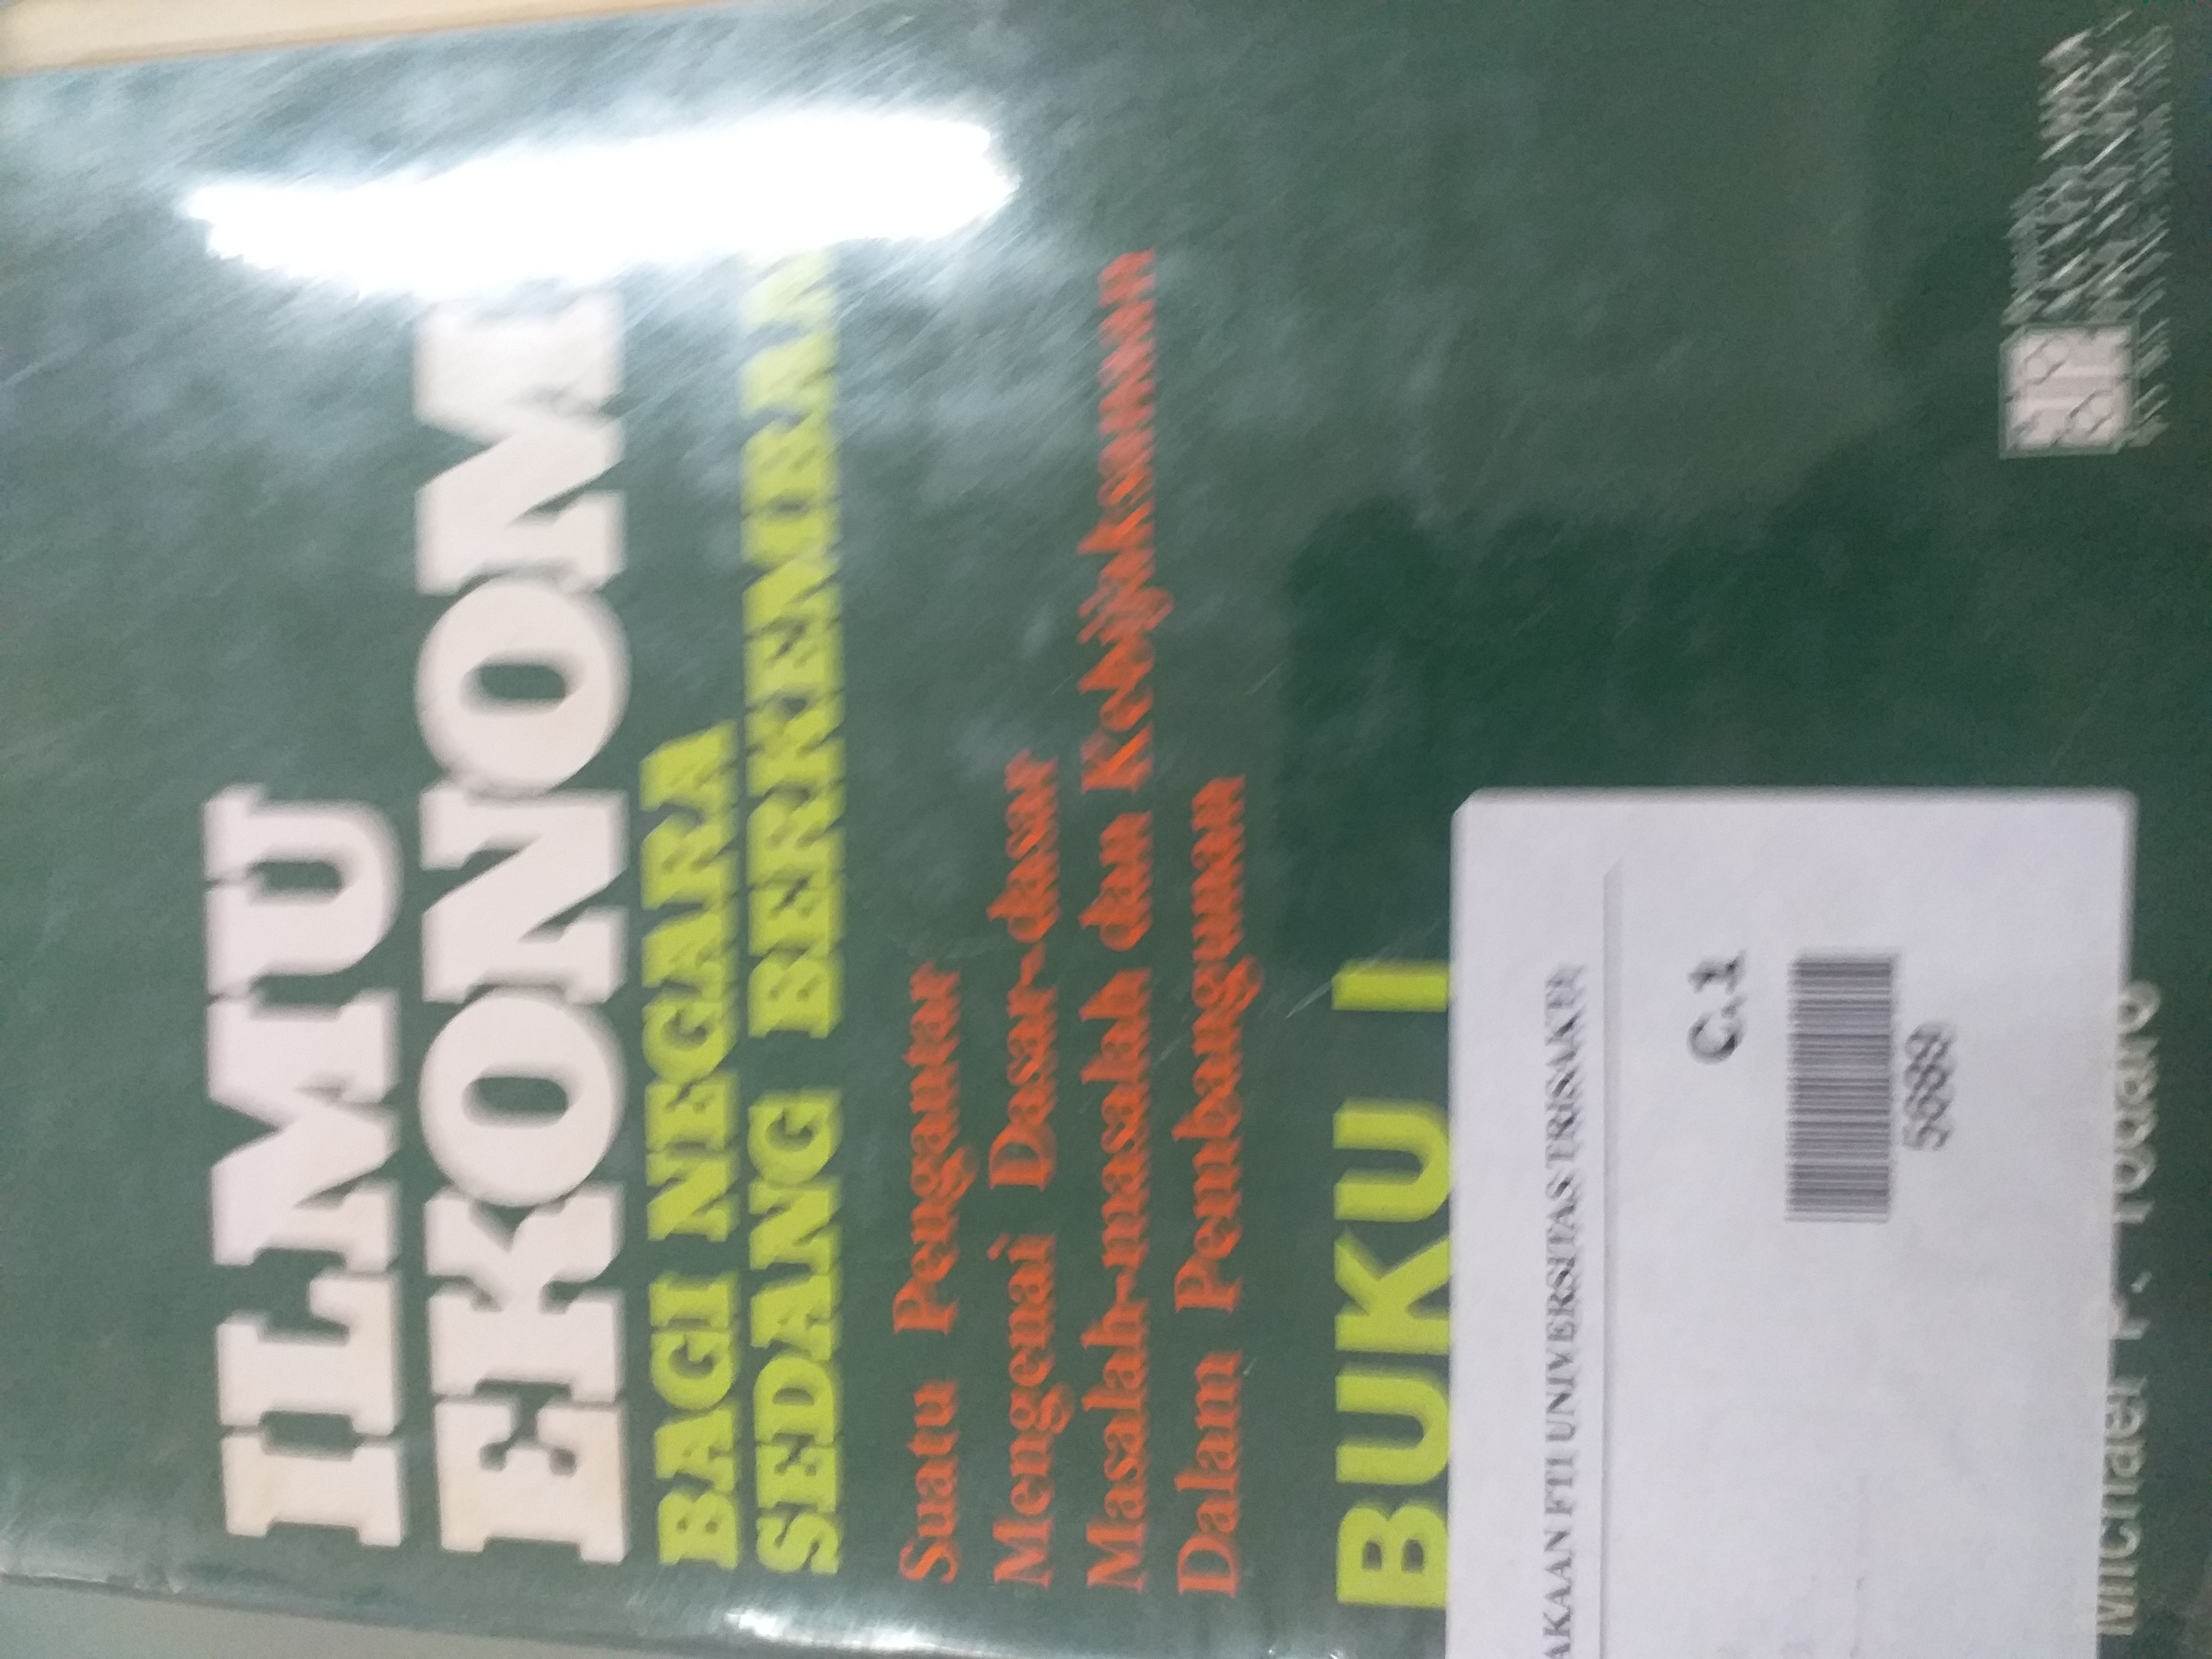 ILMU
EKONOMI
BAGI NEGARA
SEDANG BERKEMBANG
Suatu Pengantar
Mengenai Dasar-dasar
Masalah-masalah dan Kebijaksanaan
Dalam Pembangunan
BUKU I
AKAAN FTI UNIVERSITAS TRISAKTI
C.1
5689
Michael P. Todaro